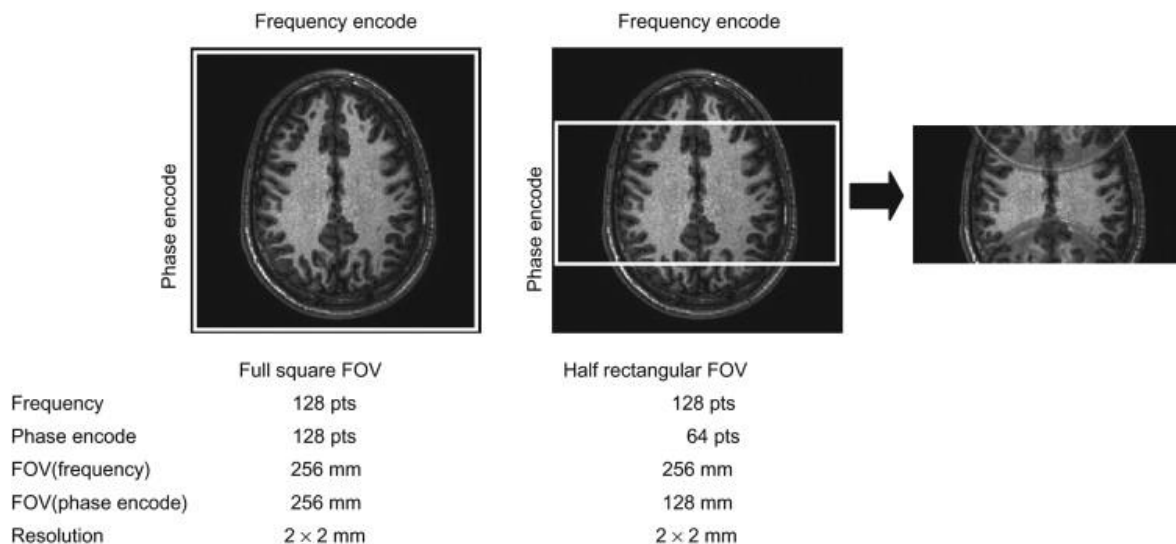 Frequency encode Frequency encode
Phase encode
Phase encode
Full square FOV Half rectangular FOV
Frequency 128 pts 128 pts
Phase encode 128 pts 64 pts
FOV(frequency) 256 mm 256 mm
FOV(phase encode) 256 mm 128 mm
Resolution 2 × 2 mm 2 × 2 mm